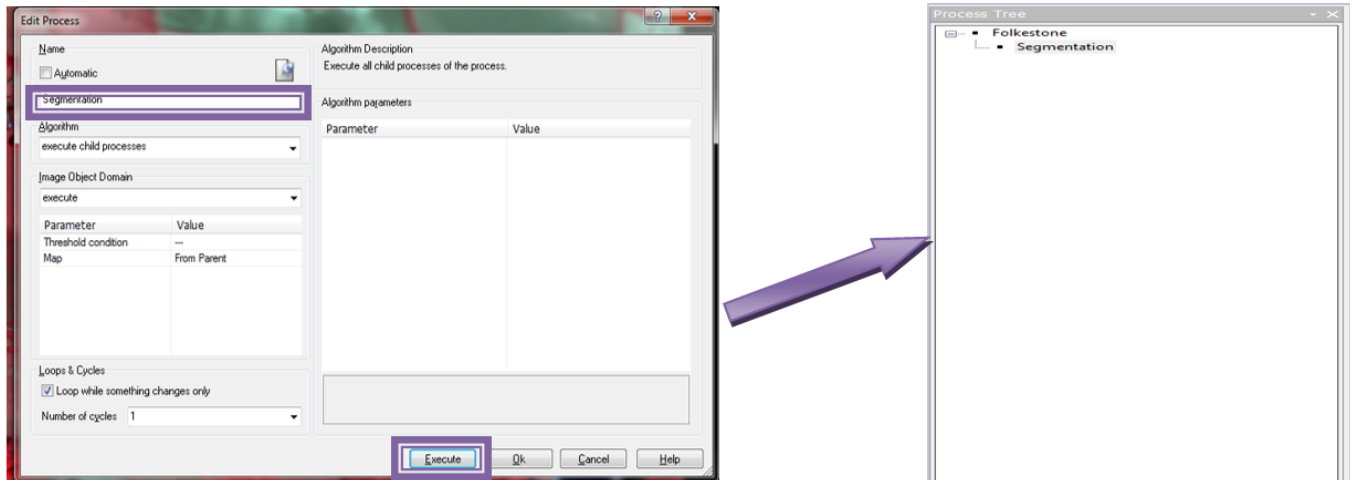 Edit Process
Name
Automatic
Segmentation
Algorithm
execute child processes
Image Object Domain
execute
Parameter Value
Threshold condition ---
Map From Parent
Loops & Cycles
Loop while something changes only
Number of cycles 1
Algorithm Description
Execute all child processes of the process.
Algorithm parameters
Parameter Value
Execute Ok Cancel Help
Process Tree
Folkestone
Segmentation